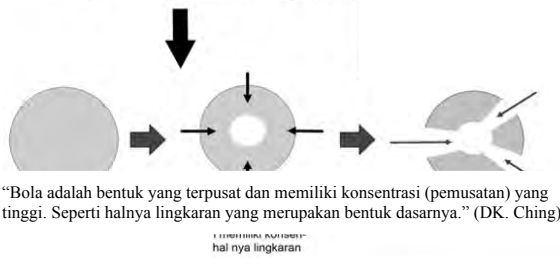 “Bola adalah bentuk yang terpusat dan memiliki konsentrasi (pemusatan) yang
tinggi. Seperti halnya lingkaran yang merupakan bentuk dasarnya.” (DK. Ching)
hal nya lingkaran